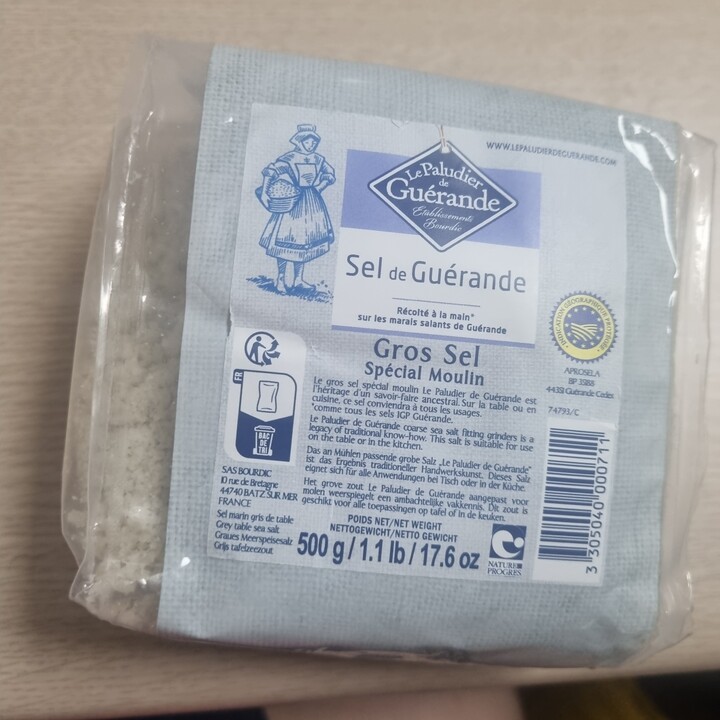 WWW.LEPALUDIERDEGUERANDE.COM
Le Paludier
de
Guérande
Etablissements
Bourdic
Sel de Guérande
Récolté à la main*
sur les marais salants de Guérande
Gros Sel
Spécial Moulin
Le gros sel spécial moulin Le Paludier de Guérande est
l'héritage d'un savoir-faire ancestral. Sur la table ou en
cuisine, ce sel conviendra à tous les usages.
*comme tous les sels IGP Guérande.
Le Paludier de Guérande coarse sea salt fitting grinders is a
legacy of traditional know-how. This salt is suitable for use
on the table or in the kitchen.
Das an Mühlen passende grobe Salz „Le Paludier de Guérande"
ist das Ergebnis traditioneller Handwerkskunst. Dieses Salz
eignet sich für alle Anwendungen bei Tisch oder in der Küche.
Het grove zout Le Paludier de Guérande aangepast voor
molen weerspiegelt een ambachtelijke vakkennis. Dit zout is
geschikt voor alle toepassingen op tafel of in de keuken.
POIDS NET/NET WEIGHT
NETTOGEWICHT/NETTO GEWICHT
500 g / 1.1 lb / 17.6 oz
FR
BAC
DE
TRI
SAS BOURDIC
10 rue de Bretagne
44740 BATZ SUR MER
FRANCE
Sel marin gris de table
Grey table sea salt
Graues Meerspeisesalz
Grijs tafelzeezout
INDICATION GÉOGRAPHIQUE PROTÉGÉE
APROSELA
BP 35188
44351 Guérande Cedex
74793/C
3 305040 000711
NATURE
PROGRES